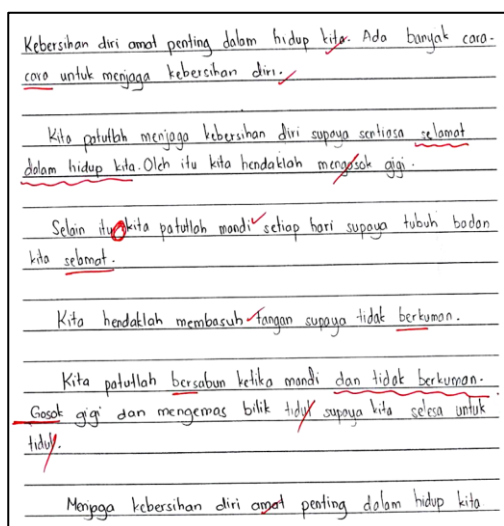 Kebersihan diri amat penting dalam hidup kita. Ada banyak cara-
cara untuk menjaga kebersihan diri.
Kita patutlah menjaga kebersihan diri supaya sentiasa selamat
dalam hidup kita. Oleh itu kita hendaklah mengosok gigi.
Selain itu kita patutlah mandi setiap hari supaya tubuh badan
kita selamat.
Kita hendaklah membasuh tangan supaya tidak berkuman.
Kita patutlah bersabun ketika mandi dan tidak berkuman.
Gosok gigi dan mengemas bilik tidu supaya kita selesa untuk
tidu.
Menjaga kebersihan diri amat penting dalam hidup kita